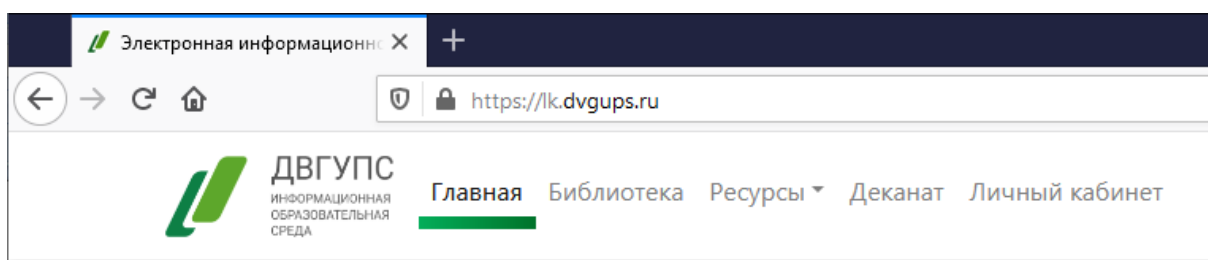 Электронная информационно
https://lk.dvgups.ru
ДВГУПС
ИНФОРМАЦИОННАЯ
ОБРАЗОВАТЕЛЬНАЯ
СРЕДА
Главная Библиотека Ресурсы Деканат Личный кабинет